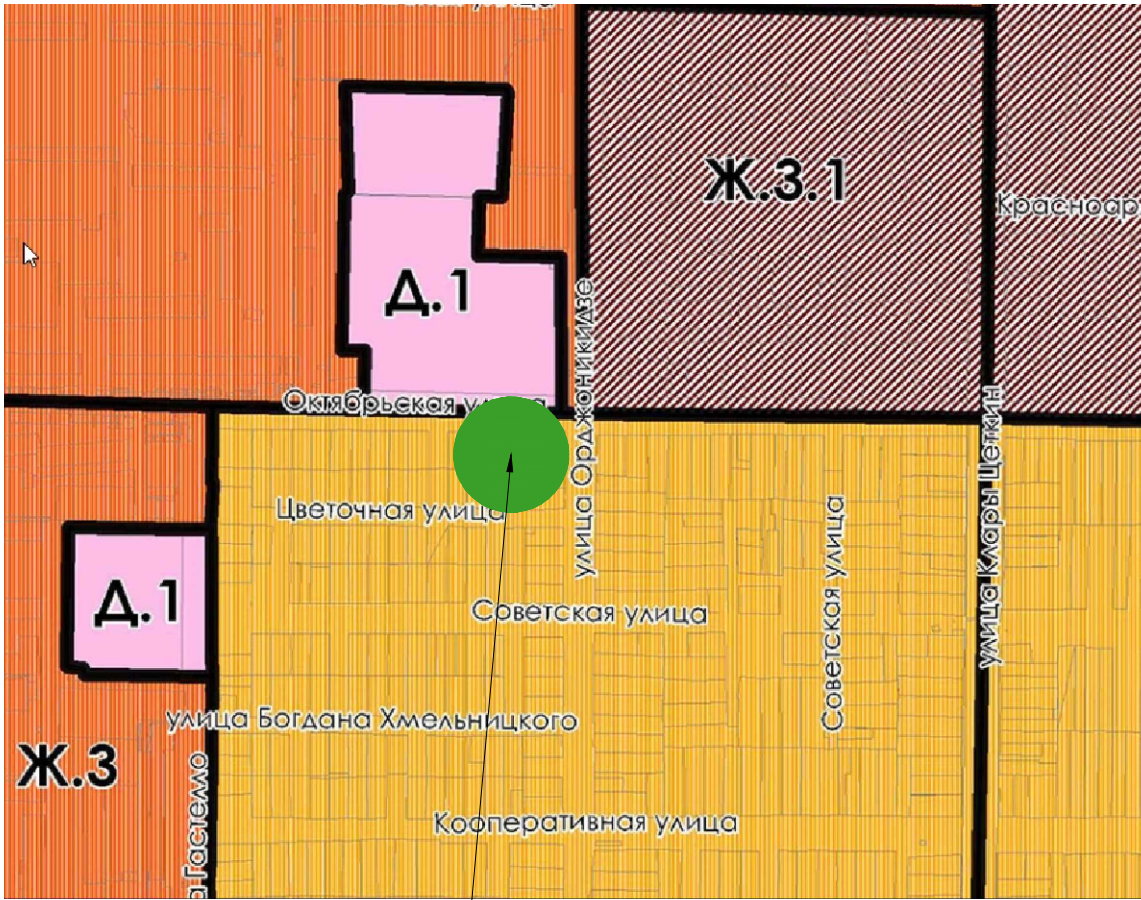 улица
Ж.3.1
Красноар
Д.1
улица Орджоникидзе
Октябрьская улица
улица Клары Цеткин
Цветочная улица
Советская улица
Советская улица
Д.1
улица Богдана Хмельницкого
Ж.3
а Гастелло
Кооперативная улица